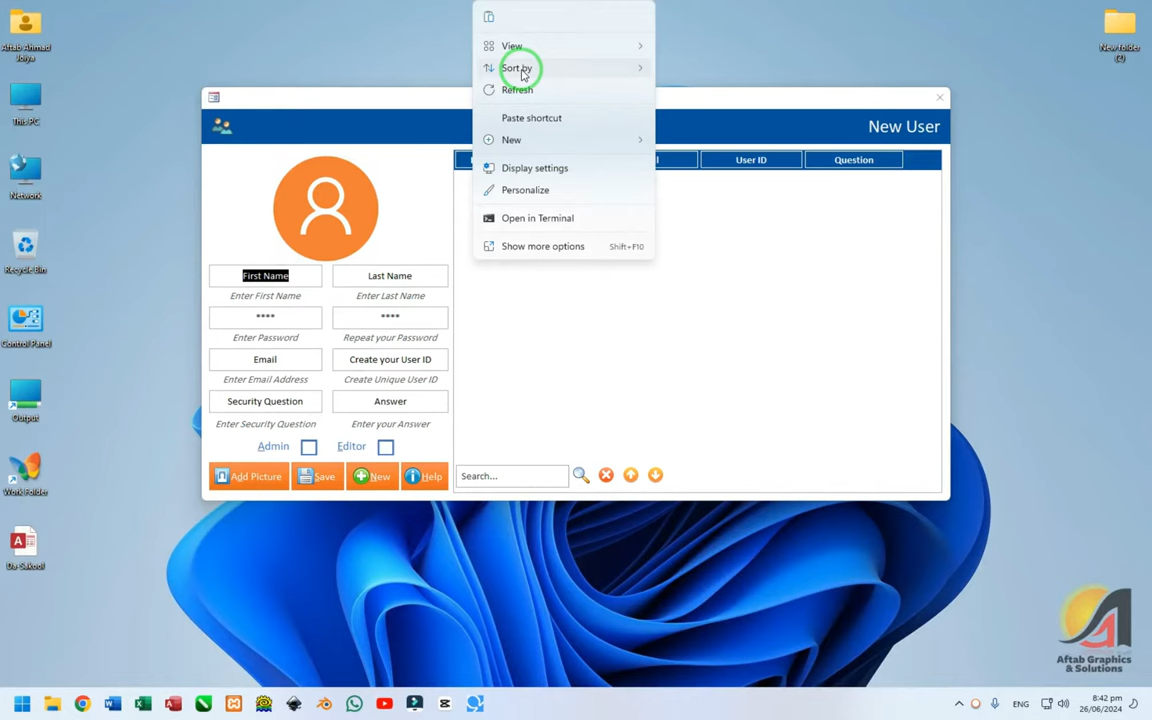 Aftab Ahmad
Joiya
This PC
Network
Recycle Bin
Control Panel
Output
Work Folder
Da-Sakool
New folder
(2)
View
Sort by
Refresh
Paste shortcut
New
Display settings
Personalize
Open in Terminal
Show more options Shift+F10
New User
User ID Question
First Name Last Name
Enter First Name Enter Last Name
**** ****
Enter Password Repeat your Password
Email Create your User ID
Enter Email Address Create Unique User ID
Security Question Answer
Enter Security Question Enter your Answer
Admin Editor
Add Picture Save New Help
Search...
Aftab Graphics
& Solutions
ENG
8:42 pm
26/06/2024